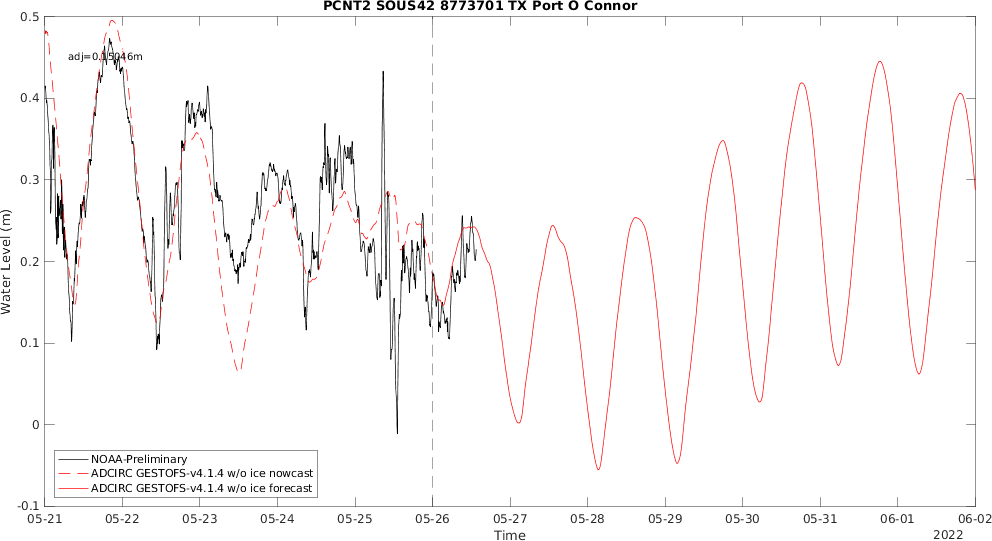 PCNT2 SOUS42 8773701 TX Port O Connor
adj=0.15046m
Water Level (m)
0.5
0.4
0.3
0.2
0.1
0
-0.1
NOAA-Preliminary
ADCIRC GESTOFS-v4.1.4 w/o ice nowcast
ADCIRC GESTOFS-v4.1.4 w/o ice forecast
05-21 05-22 05-23 05-24 05-25 05-26 05-27 05-28 05-29 05-30 05-31 06-01 06-02
Time
2022